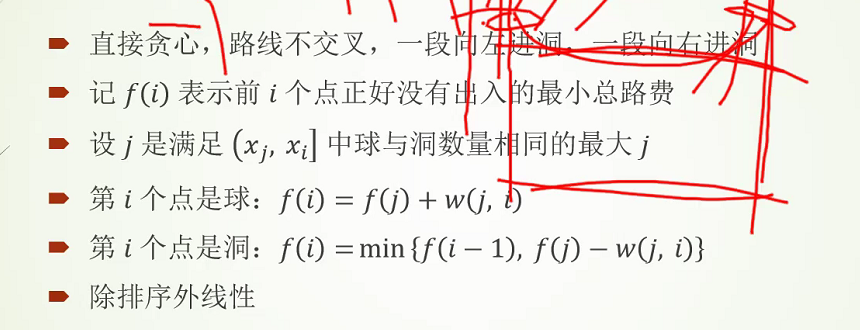 直接贪心，路线不交叉，一段向左进洞，一段向右进洞
记 f(i) 表示前 i 个点正好没有出入的最小总路费
设 j 是满足 (x_j, x_i] 中球与洞数量相同的最大 j
第 i 个点是球：f(i) = f(j) + w(j, i)
第 i 个点是洞：f(i) = min{f(i − 1), f(j) − w(j, i)}
除排序外线性